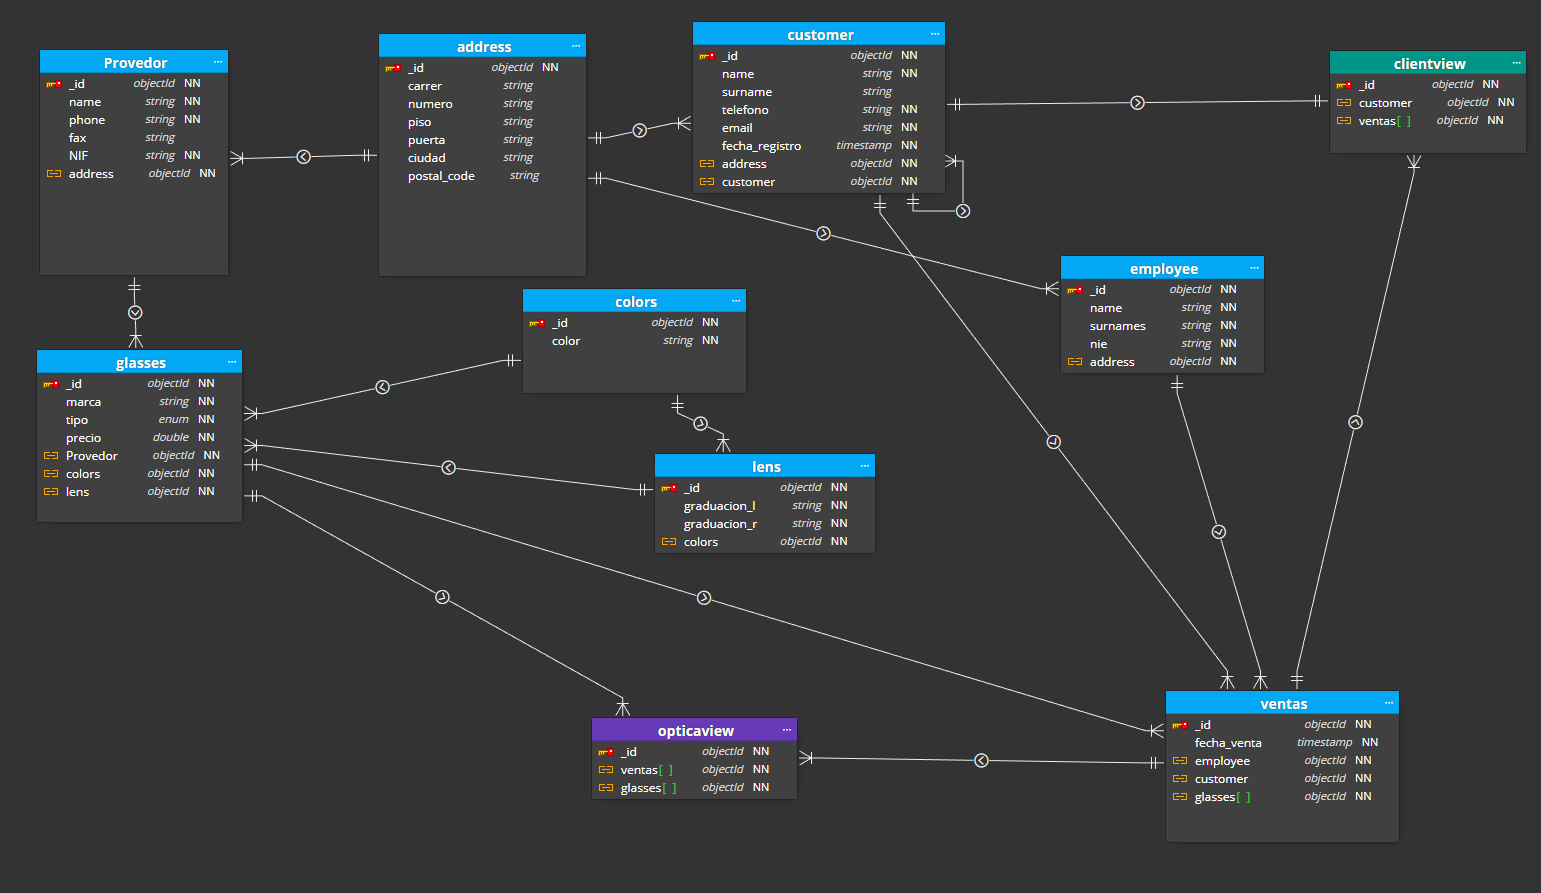 Provedor ...
_id objectId NN
name string NN
phone string NN
fax string
NIF string NN
address objectId NN
address ...
_id objectId NN
carrer string
numero string
piso string
puerta string
ciudad string
postal_code string
customer ...
_id objectId NN
name string NN
surname string
telefono string NN
email string NN
fecha_registro timestamp NN
address objectId NN
customer objectId NN
clientview ...
_id objectId NN
customer objectId NN
ventas[ ] objectId NN
employee ...
_id objectId NN
name string NN
surnames string NN
nie string NN
address objectId NN
colors ...
_id objectId NN
color string NN
glasses ...
_id objectId NN
marca string NN
tipo enum NN
precio double NN
Provedor objectId NN
colors objectId NN
lens objectId NN
lens ...
_id objectId NN
graduacion_l string NN
graduacion_r string NN
colors objectId NN
opticaview ...
_id objectId NN
ventas[ ] objectId NN
glasses[ ] objectId NN
ventas ...
_id objectId NN
fecha_venta timestamp NN
employee objectId NN
customer objectId NN
glasses[ ] objectId NN